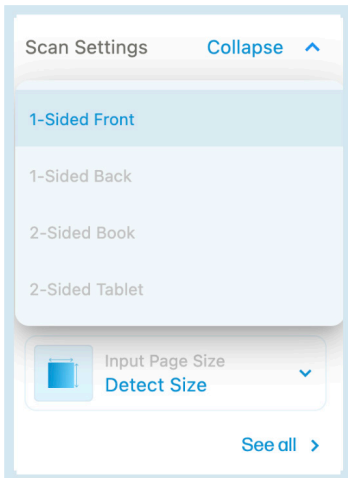 Scan Settings Collapse
1-Sided Front
1-Sided Back
2-Sided Book
2-Sided Tablet
Input Page Size
Detect Size
See all